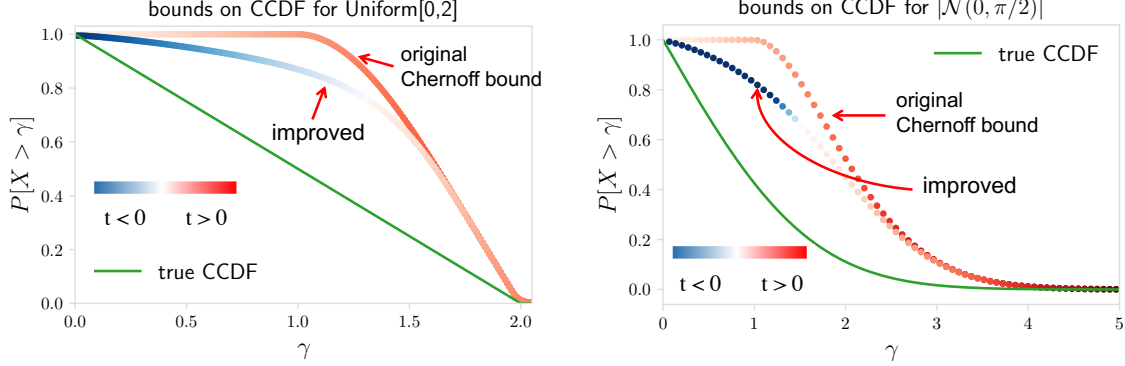 bounds on CCDF for Uniform[0,2]
P[X > γ]
1.0
0.8
0.6
0.4
0.2
0.0
original
Chernoff bound
improved
t < 0 t > 0
true CCDF
0.0 0.5 1.0 1.5 2.0
γ
bounds on CCDF for |𝒩(0, π/2)|
P[X > γ]
1.0
0.8
0.6
0.4
0.2
0.0
true CCDF
original
Chernoff bound
improved
t < 0 t > 0
0 1 2 3 4 5
γ